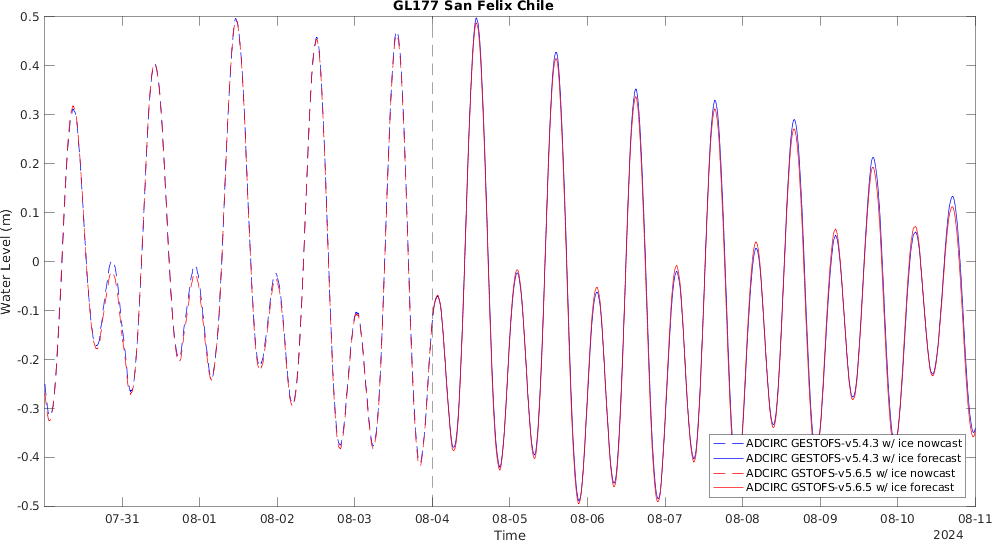 GL177 San Felix Chile
0.5
0.4
0.3
0.2
0.1
0
-0.1
-0.2
-0.3
-0.4
-0.5
Water Level (m)
ADCIRC GESTOFS-v5.4.3 w/ ice nowcast
ADCIRC GESTOFS-v5.4.3 w/ ice forecast
ADCIRC GSTOFS-v5.6.5 w/ ice nowcast
ADCIRC GSTOFS-v5.6.5 w/ ice forecast
07-31 08-01 08-02 08-03 08-04 08-05 08-06 08-07 08-08 08-09 08-10 08-11
Time
2024